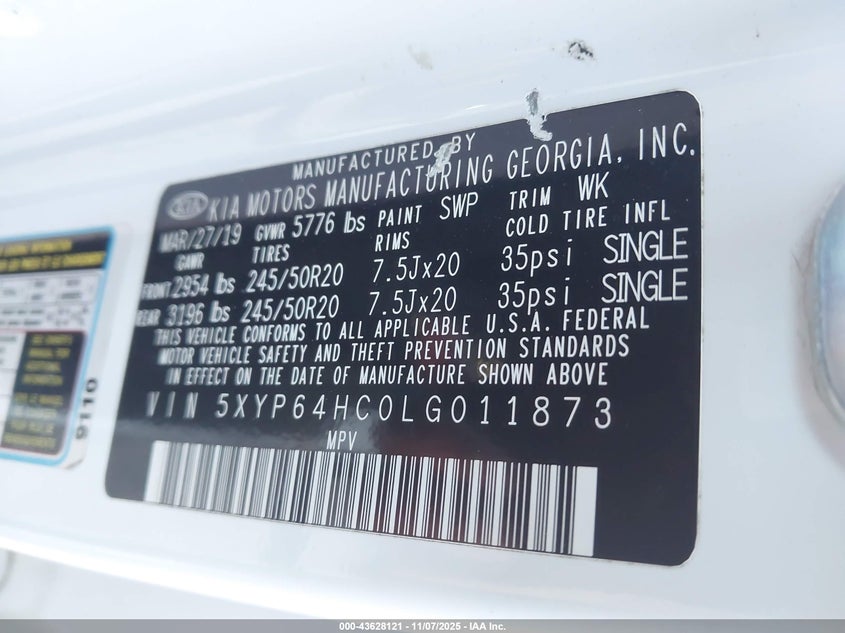 MANUFACTURED BY
KIA KIA MOTORS MANUFACTURING GEORGIA, INC.
MAR/27/19 GVWR 5776 lbs PAINT SWP TRIM WK
GAWR TIRES RIMS COLD TIRE INFL
FRONT 2954 lbs 245/50R20 7.5Jx20 35psi SINGLE
REAR 3196 lbs 245/50R20 7.5Jx20 35psi SINGLE
THIS VEHICLE CONFORMS TO ALL APPLICABLE U.S.A. FEDERAL
MOTOR VEHICLE SAFETY AND THEFT PREVENTION STANDARDS
IN EFFECT ON THE DATE OF MANUFACTURE SHOWN ABOVE
VIN 5XYP64HC0LG011873
MPV
9110
000-43628121 — 11/07/2025 - IAA Inc.